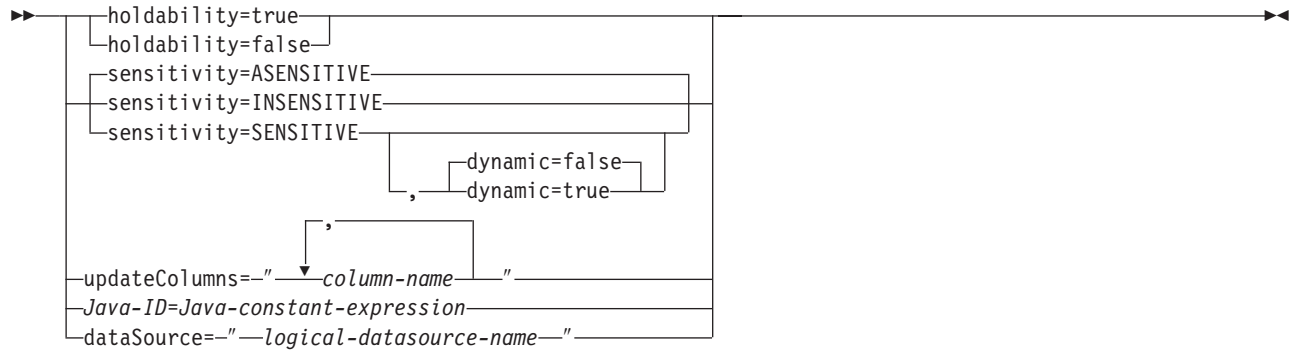 holdability=true
holdability=false
sensitivity=ASENSITIVE
sensitivity=INSENSITIVE
sensitivity=SENSITIVE
dynamic=false
, dynamic=true
,
updateColumns= " column-name "
Java-ID=Java-constant-expression
dataSource= " logical-datasource-name "